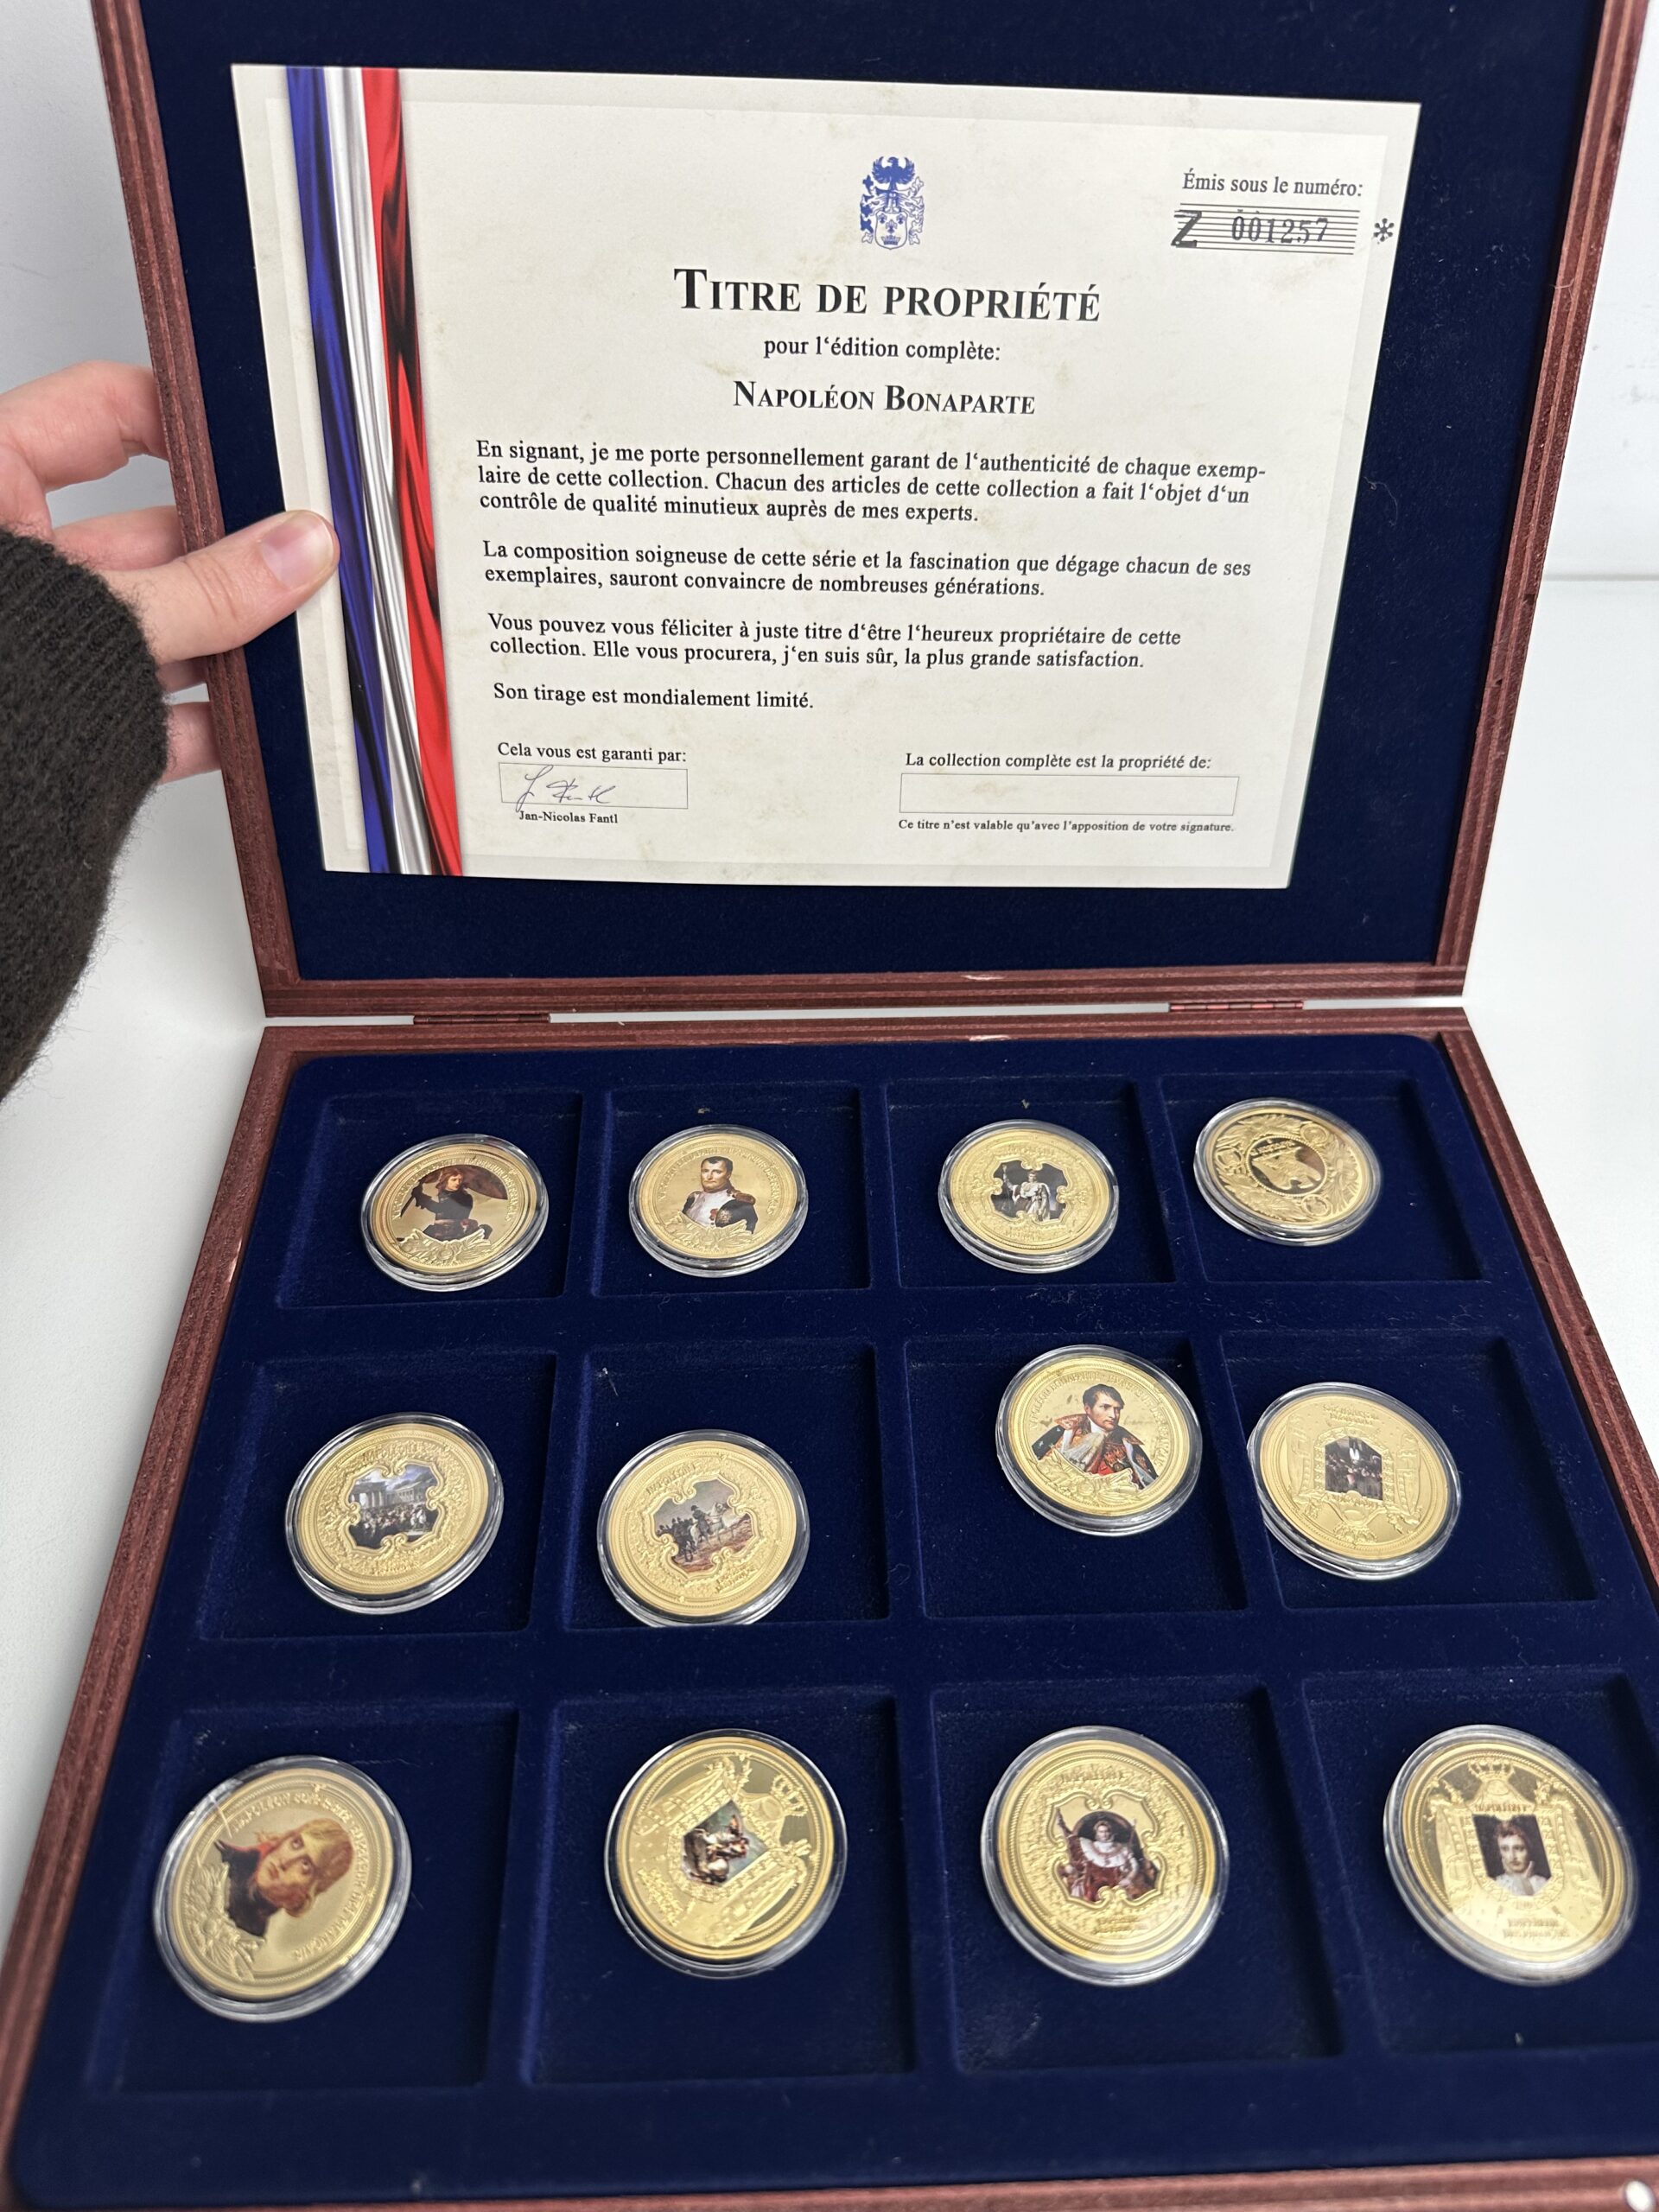 Émis sous le numéro:
Z 001257 *
TITRE DE PROPRIÉTÉ
pour l‘édition complète:
NAPOLÉON BONAPARTE
En signant, je me porte personnellement garant de l‘authenticité de chaque exemp-
laire de cette collection. Chacun des articles de cette collection a fait l‘objet d‘un
contrôle de qualité minutieux auprès de mes experts.
La composition soigneuse de cette série et la fascination que dégage chacun de ses
exemplaires, sauront convaincre de nombreuses générations.
Vous pouvez vous féliciter à juste titre d‘être l‘heureux propriétaire de cette
collection. Elle vous procurera, j‘en suis sûr, la plus grande satisfaction.
Son tirage est mondialement limité.
Cela vous est garanti par:
Jan-Nicolas Fantl
La collection complète est la propriété de:
Ce titre n’est valable qu’avec l’apposition de votre signature.